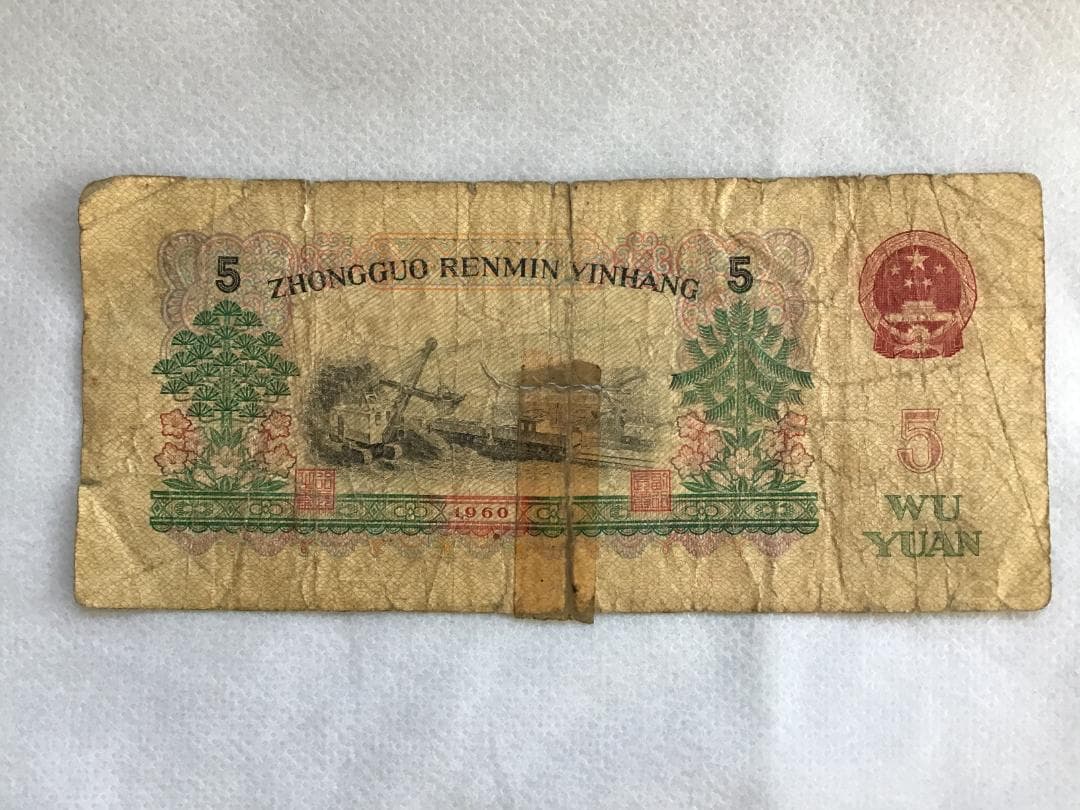 5 ZHONGGUO RENMIN YINHANG 5
5
1960
WU
YUAN